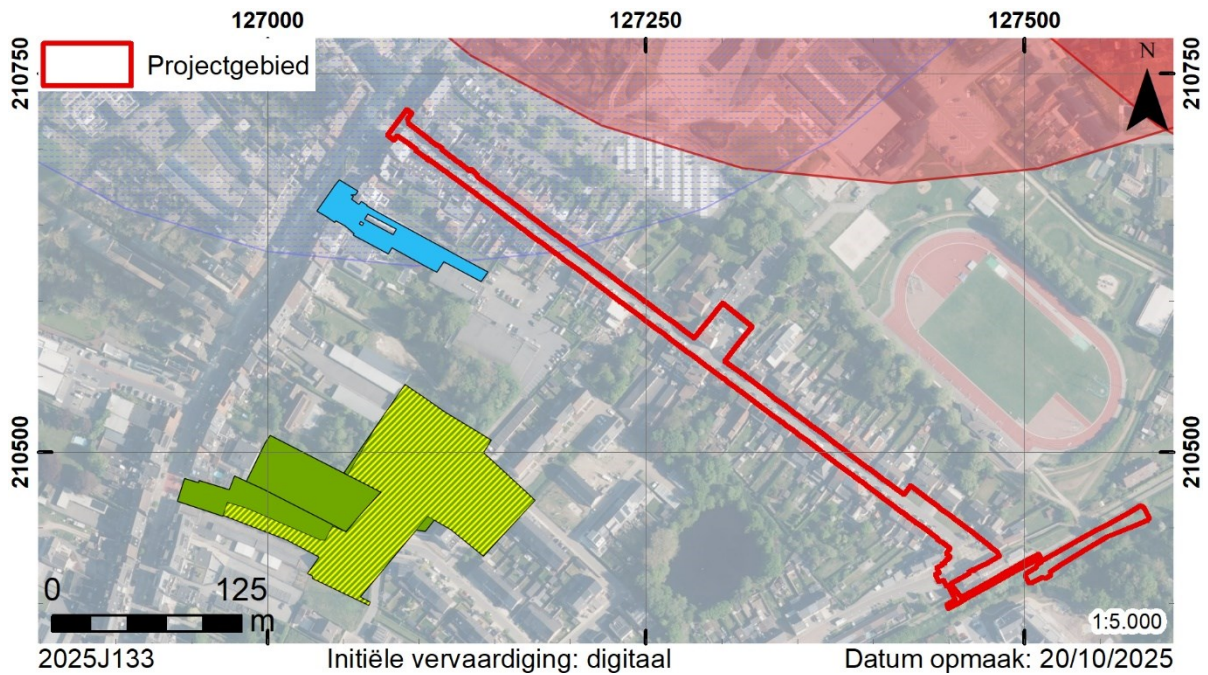 127000 127250 127500
210750 Projectgebied N 210750
210500 210500
0 125 m
1:5.000
2025J133 Initiële vervaardiging: digitaal Datum opmaak: 20/10/2025